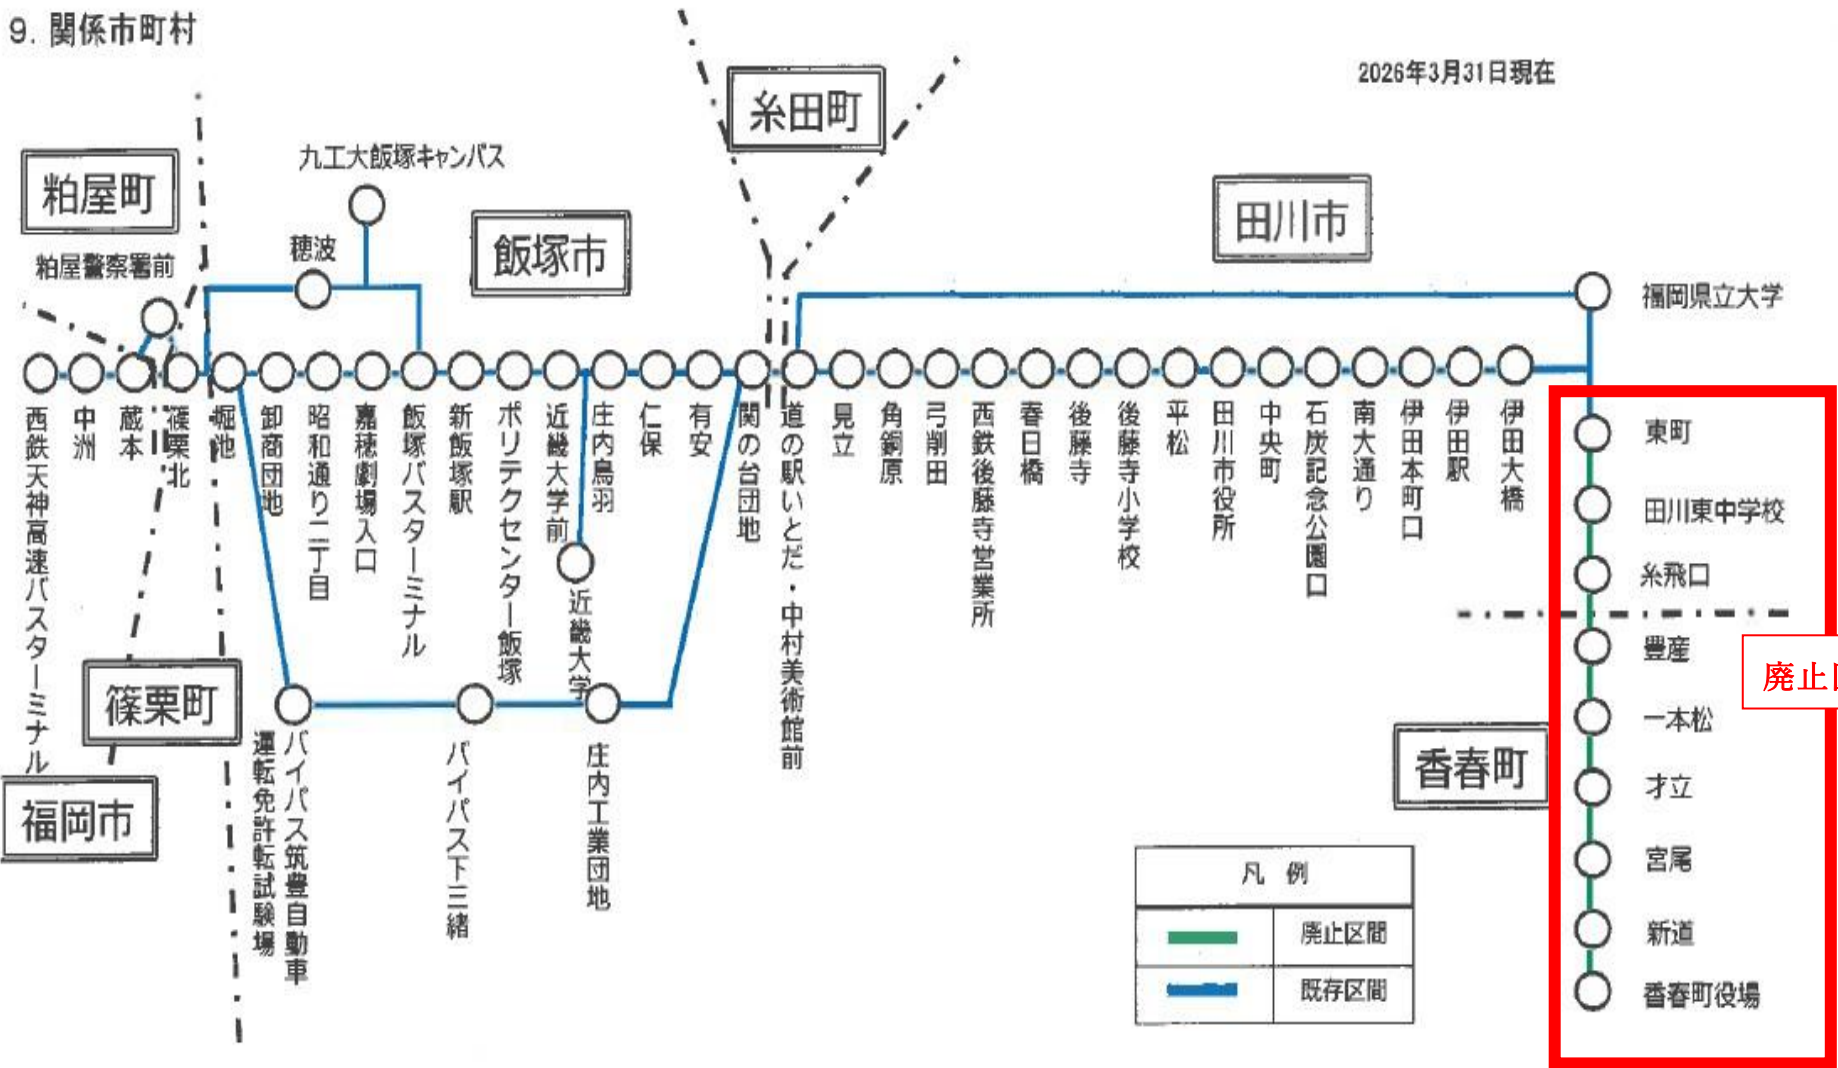 9. 関係市町村
2026年3月31日現在
糸田町
粕屋町
九工大飯塚キャンパス
田川市
飯塚市
穂波
粕屋警察署前
福岡県立大学
西鉄天神高速バスターミナル
中洲
蔵本
篠栗北
堀池
卸商団地
昭和通り二丁目
嘉穂劇場入口
飯塚バスターミナル
新飯塚駅
ポリテクセンター飯塚
近畿大学前
庄内鳥羽
仁保
有安
関の台団地
道の駅いとだ・中村美術館前
見立
角銅原
弓削田
西鉄後藤寺営業所
春日橋
後藤寺
後藤寺小学校
平松
田川市役所
中央町
石炭記念公園口
南大通り
伊田本町口
伊田駅
伊田大橋
東町
田川東中学校
糸飛口
豊産
廃止
一本松
才立
宮尾
新道
香春町役場
近畿大学
篠栗町
福岡市
香春町
バイパス筑豊自動車
運転免許転試験場
バイパス下三緒
庄内工業団地
凡 例
廃止区間
既存区間